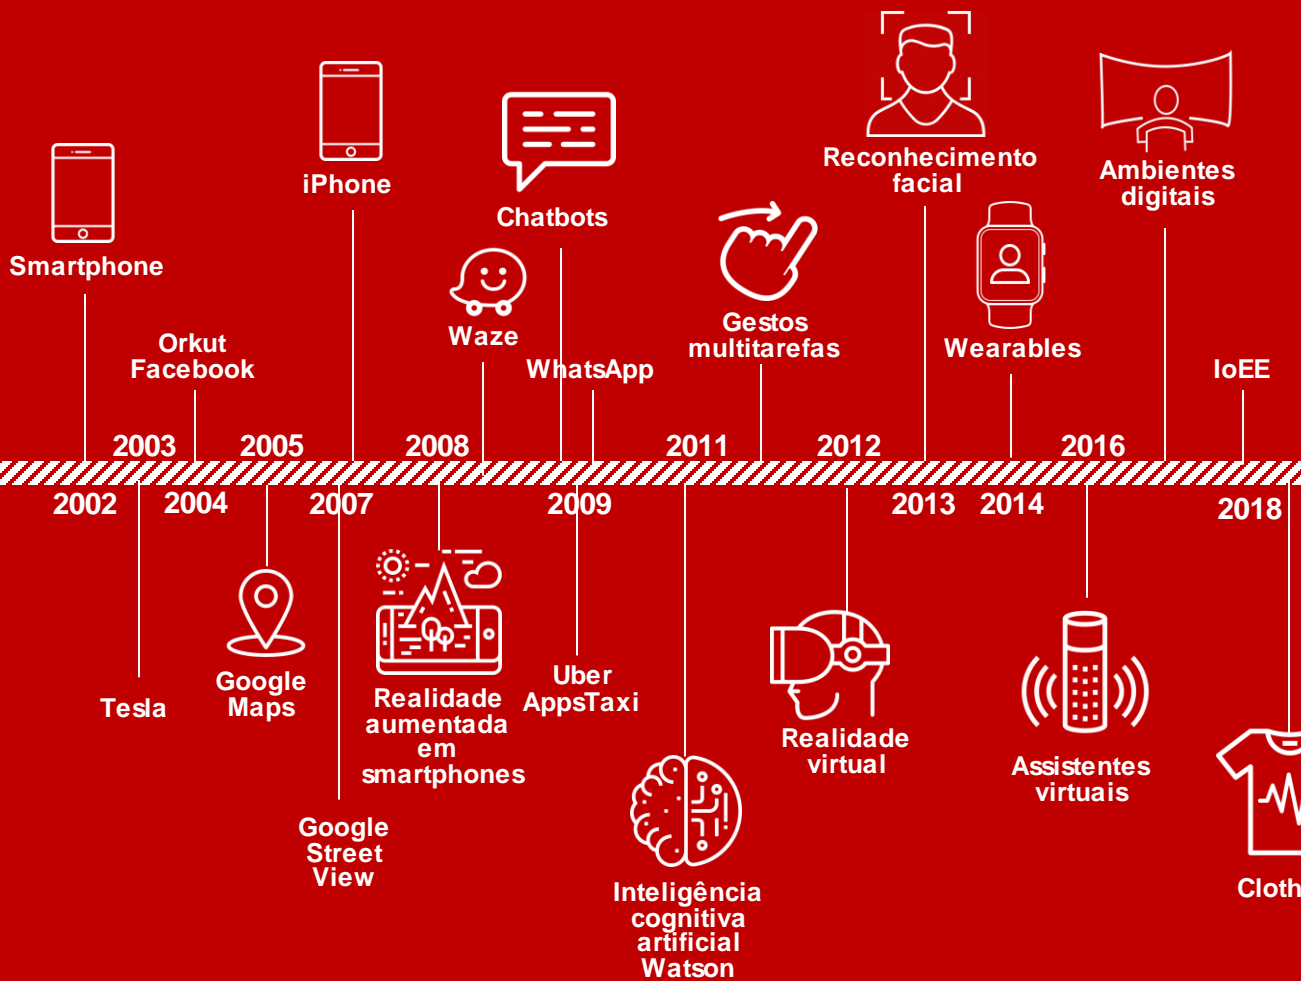 Smartphone
Orkut
Facebook
iPhone
Waze
Chatbots
WhatsApp
Gestos
multitarefas
Reconhecimento
facial
Wearables
Ambientes
digitais
IoEE
2003
2005
2008
2011
2012
2016
2002
2004
2007
2009
2013
2014
2018
Tesla
Google
Maps
Google
Street
View
Realidade
aumentada
em
smartphones
Uber
AppsTaxi
Inteligência
cognitiva
artificial
Watson
Realidade
virtual
Assistentes
virtuais
Cloth